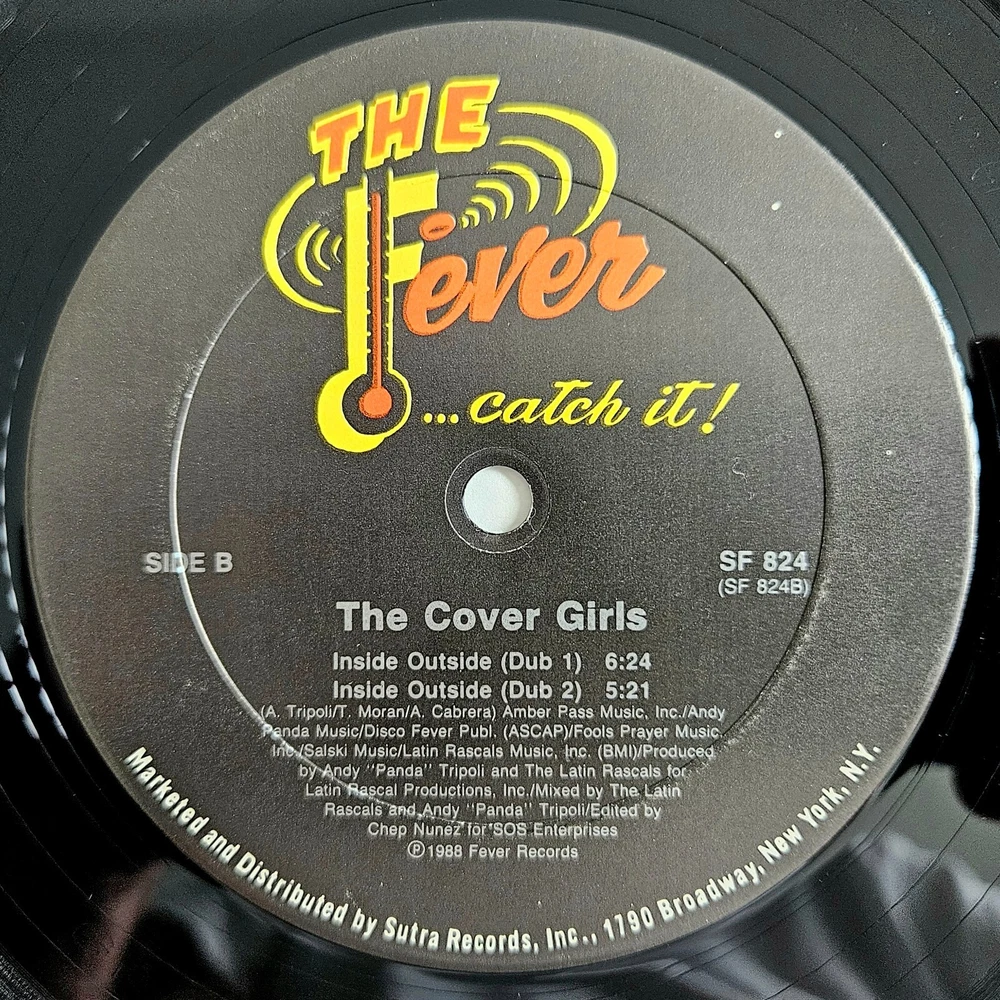 THE
Fever
...catch it!
SIDE B
SF 824
(SF 824B)
The Cover Girls
Inside Outside (Dub 1) 6:24
Inside Outside (Dub 2) 5:21
(A. Tripoli/T. Moran/A. Cabrera) Amber Pass Music, Inc./Andy
Panda Music/Disco Fever Publ. (ASCAP)/Fools Prayer Music
Inc./Salski Music/Latin Rascals Music, Inc. (BMI)/Produced
by Andy "Panda" Tripoli and The Latin Rascals for
Latin Rascal Productions, Inc./Mixed by The Latin
Rascals and Andy "Panda" Tripoli/Edited by
Chep Nunez for SOS Enterprises
Ⓟ1988 Fever Records
Marketed and Distributed by Sutra Records, Inc., 1790 Broadway, New York, N.Y.